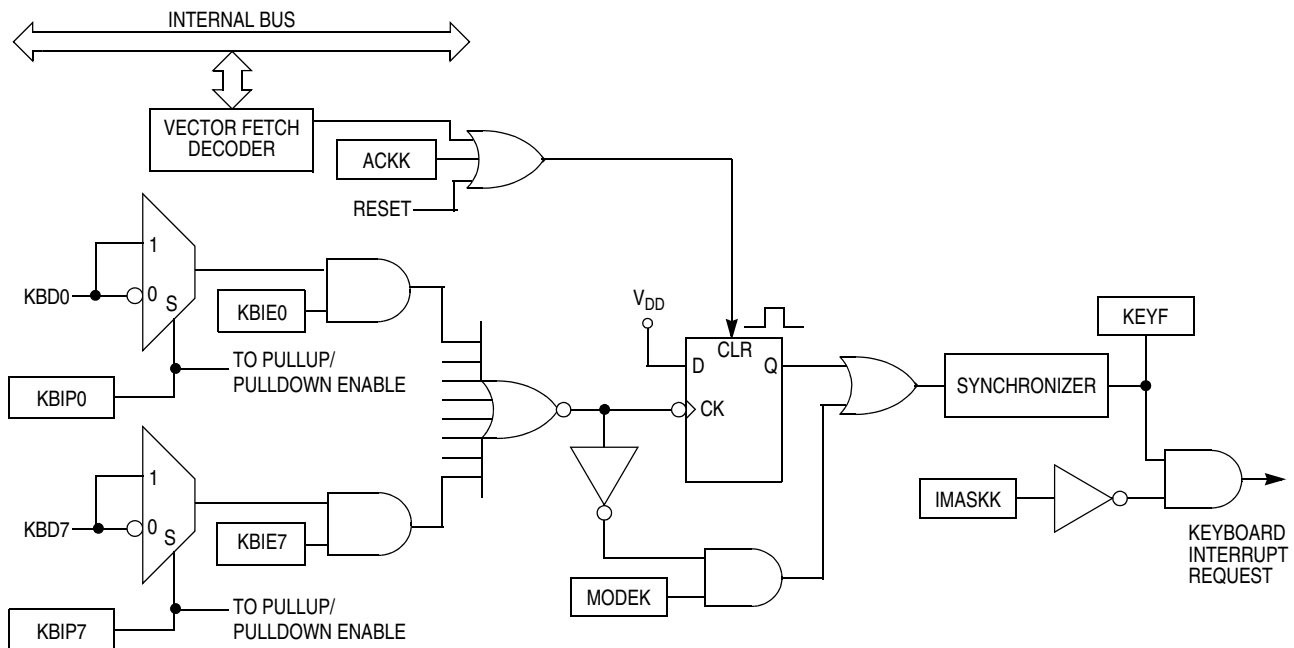 INTERNAL BUS
VECTOR FETCH
DECODER
ACKK
RESET
1
KBD0
0
S
KBIE0
TO PULLUP/
PULLDOWN ENABLE
KBIP0
VDD
CLR
D
Q
CK
KEYF
SYNCHRONIZER
1
KBD7
0
S
KBIE7
TO PULLUP/
PULLDOWN ENABLE
KBIP7
MODEK
IMASKK
KEYBOARD
INTERRUPT
REQUEST